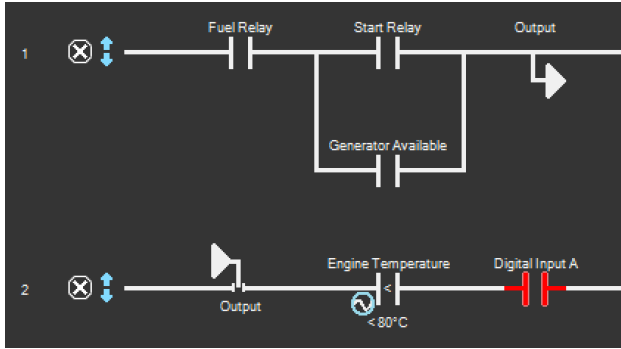 Fuel Relay Start Relay Output
1
Generator Available
Engine Temperature Digital Input A
<
2
Output
<80°C